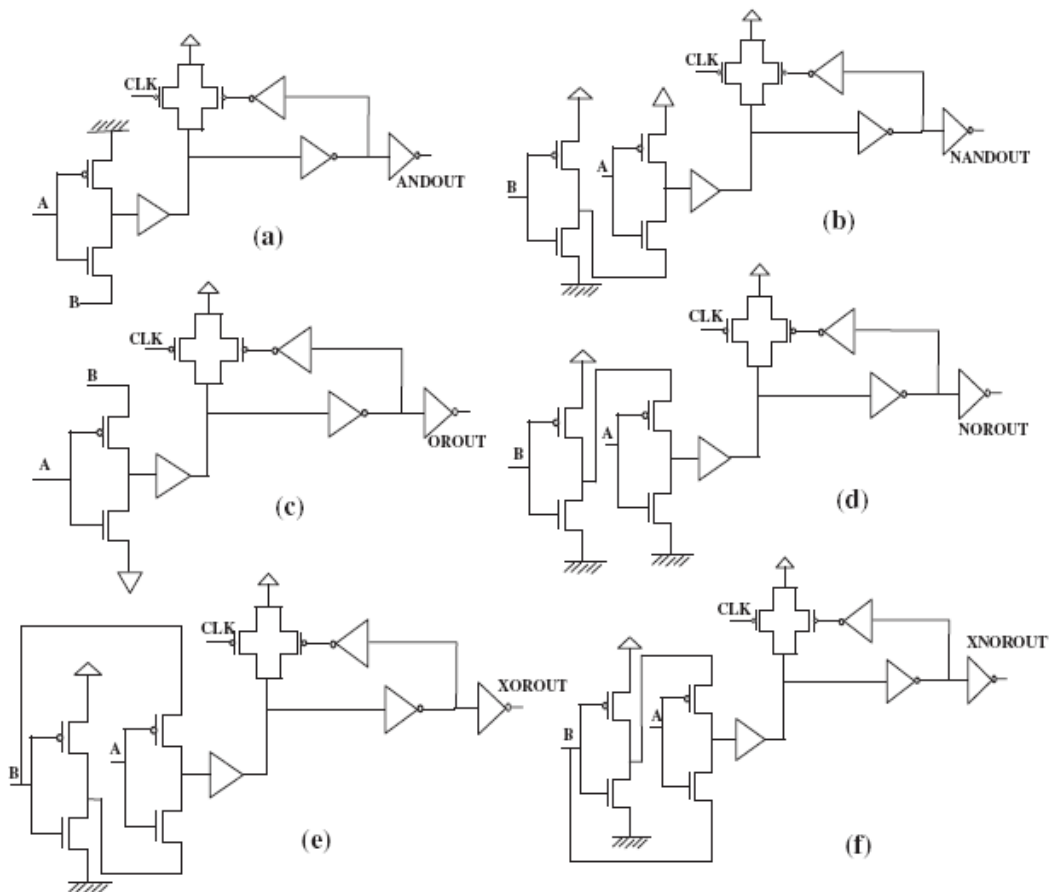 CLK
ANDOUT
A
B
(a)
CLK
NANDOUT
B
A
(b)
CLK
OROUT
B
A
(c)
CLK
NOROUT
B
A
(d)
CLK
XOROUT
B
A
(e)
CLK
XNOROUT
B
A
(f)